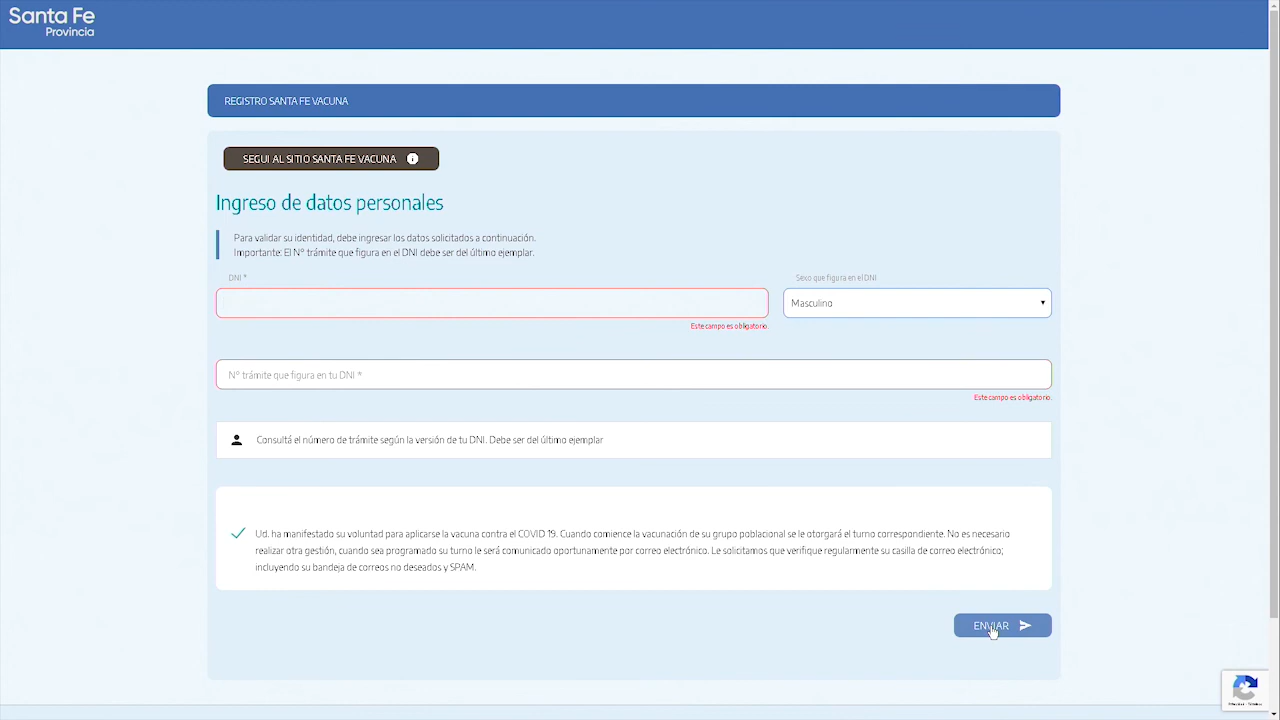 Santa Fe
Provincia
REGISTRO SANTA FE VACUNA
SEGUI AL SITIO SANTA FE VACUNA
Ingreso de datos personales
Para validar su identidad, debe ingresar los datos solicitados a continuación.
Importante: El N° trámite que figura en el DNI debe ser del último ejemplar.
DNI *
Sexo que figura en el DNI
Masculino
Este campo es obligatorio.
N° trámite que figura en tu DNI *
Este campo es obligatorio.
Consultá el número de trámite según la versión de tu DNI. Debe ser del último ejemplar
Ud. ha manifestado su voluntad para aplicarse la vacuna contra el COVID 19. Cuando comience la vacunación de su grupo poblacional se le otorgará el turno correspondiente. No es necesario
realizar otra gestión, cuando sea programado su turno le será comunicado oportunamente por correo electrónico. Le solicitamos que verifique regularmente su casilla de correo electrónico;
incluyendo su bandeja de correos no deseados y SPAM.
ENVIAR